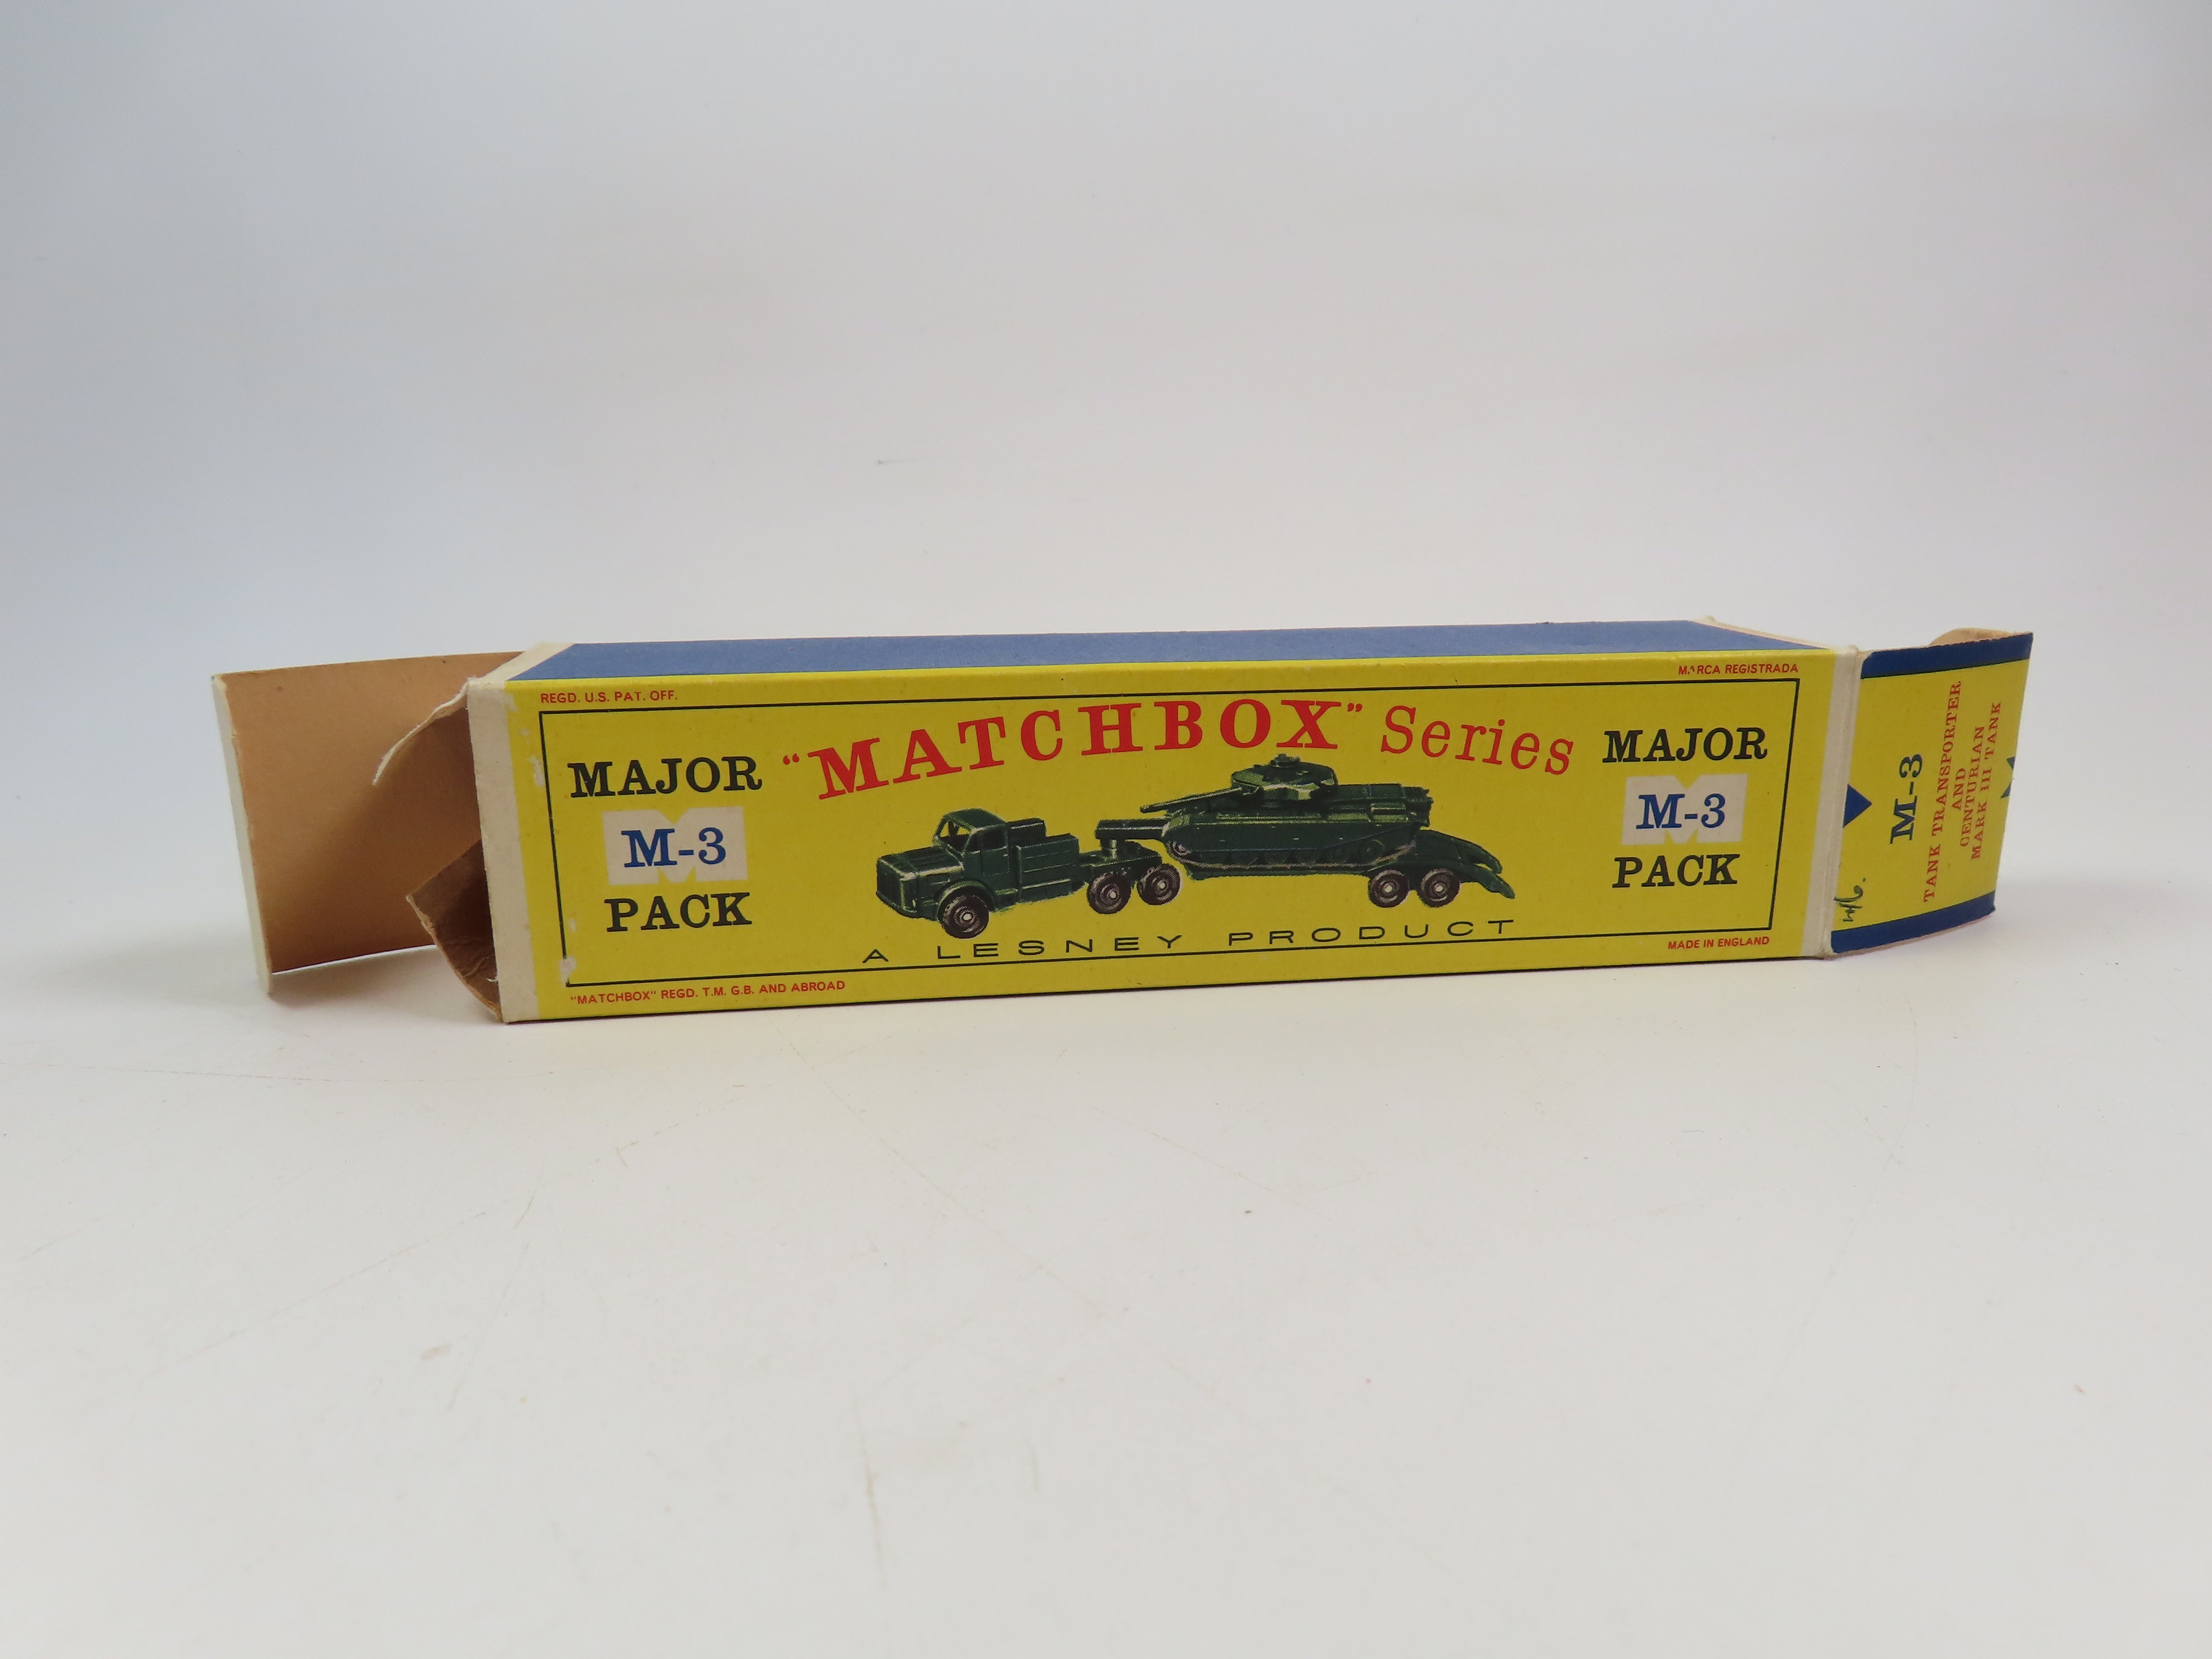 REGD. U.S. PAT. OFF.
MARCA REGISTRADA
"MATCHBOX" Series
MAJOR
M-3
PACK
MAJOR
M-3
PACK
A LESNEY PRODUCT
MADE IN ENGLAND
"MATCHBOX" REGD. T.M. G.B. AND ABROAD
M-3
TANK TRANSPORTER
AND
CENTURIAN
MARK III TANK